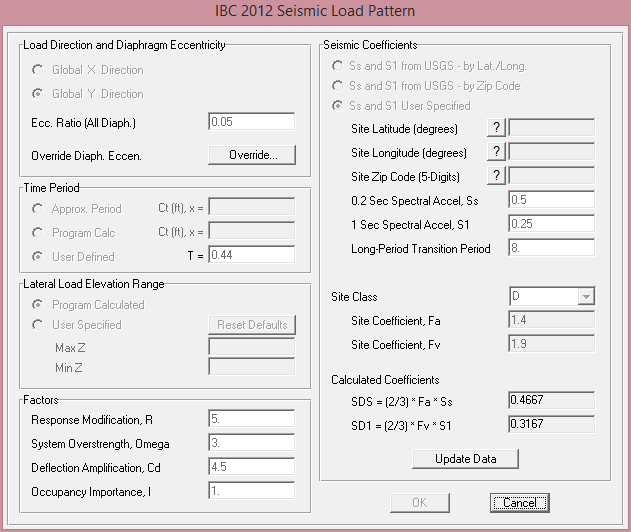 IBC 2012 Seismic Load Pattern
Load Direction and Diaphragm Eccentricity
Global X Direction
Global Y Direction
Ecc. Ratio (All Diaph.) 0.05
Override Diaph. Eccen. Override...
Time Period
Approx. Period Ct (ft), x =
Program Calc Ct (ft), x =
User Defined T = 0.44
Lateral Load Elevation Range
Program Calculated
User Specified Reset Defaults
Max Z
Min Z
Factors
Response Modification, R 5.
System Overstrength, Omega 3.
Deflection Amplification, Cd 4.5
Occupancy Importance, I 1.
Seismic Coefficients
Ss and S1 from USGS - by Lat./Long.
Ss and S1 from USGS - by Zip Code
Ss and S1 User Specified
Site Latitude (degrees) ?
Site Longitude (degrees) ?
Site Zip Code (5-Digits) ?
0.2 Sec Spectral Accel, Ss 0.5
1 Sec Spectral Accel, S1 0.25
Long-Period Transition Period 8.
Site Class D
Site Coefficient, Fa 1.4
Site Coefficient, Fv 1.9
Calculated Coefficients
SDS = (2/3) * Fa * Ss 0.4667
SD1 = (2/3) * Fv * S1 0.3167
Update Data
OK Cancel